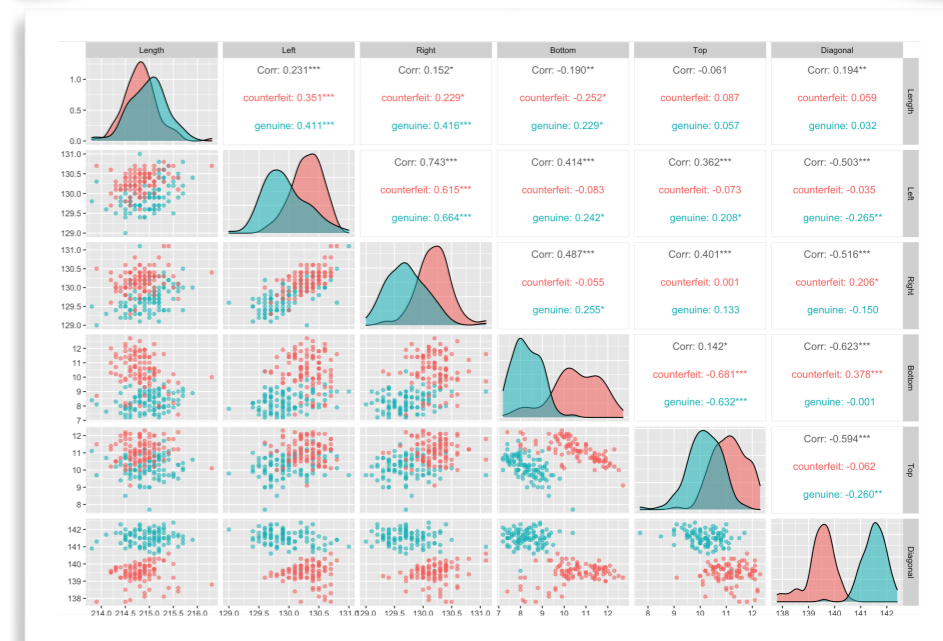 Length Left Right Bottom Top Diagonal
Corr: 0.231*** Corr: 0.152* Corr: -0.190** Corr: -0.061 Corr: 0.194**
1.0
counterfeit: 0.351*** counterfeit: 0.229* counterfeit: -0.252* counterfeit: 0.087 counterfeit: 0.059
Length
0.5
genuine: 0.411*** genuine: 0.416*** genuine: 0.229* genuine: 0.057 genuine: 0.032
0.0
131.0
Corr: 0.743*** Corr: 0.414*** Corr: 0.362*** Corr: -0.503***
130.5
130.0
counterfeit: 0.615*** counterfeit: -0.083 counterfeit: -0.073 counterfeit: -0.035
Left
129.5
genuine: 0.664*** genuine: 0.242* genuine: 0.208* genuine: -0.265**
129.0
131.0
Corr: 0.487*** Corr: 0.401*** Corr: -0.516***
130.5
130.0
counterfeit: -0.055 counterfeit: 0.001 counterfeit: 0.206*
Right
129.5
genuine: 0.255* genuine: 0.133 genuine: -0.150
129.0
12
Corr: 0.142* Corr: -0.623***
11
10
counterfeit: -0.681*** counterfeit: 0.378***
Bottom
9
8
genuine: -0.632*** genuine: -0.001
7
12
Corr: -0.594***
11
counterfeit: -0.062
Top
10
9
genuine: -0.260**
8
142
141
Diagonal
140
139
138
214.0 214.5 215.0 215.5 216.0 129.0 129.5 130.0 130.5 131.0 129.0 129.5 130.0 130.5 131.0 7 8 9 10 11 12 8 9 10 11 12 138 139 140 141 142